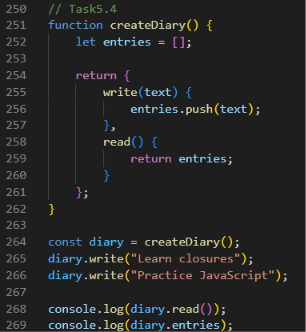 250 // Task5.4
251 function createDiary() {
252     let entries = [];
253
254     return {
255         write(text) {
256             entries.push(text);
257         },
258         read() {
259             return entries;
260         }
261     };
262 }
263
264 const diary = createDiary();
265 diary.write("Learn closures");
266 diary.write("Practice JavaScript");
267
268 console.log(diary.read());
269 console.log(diary.entries);